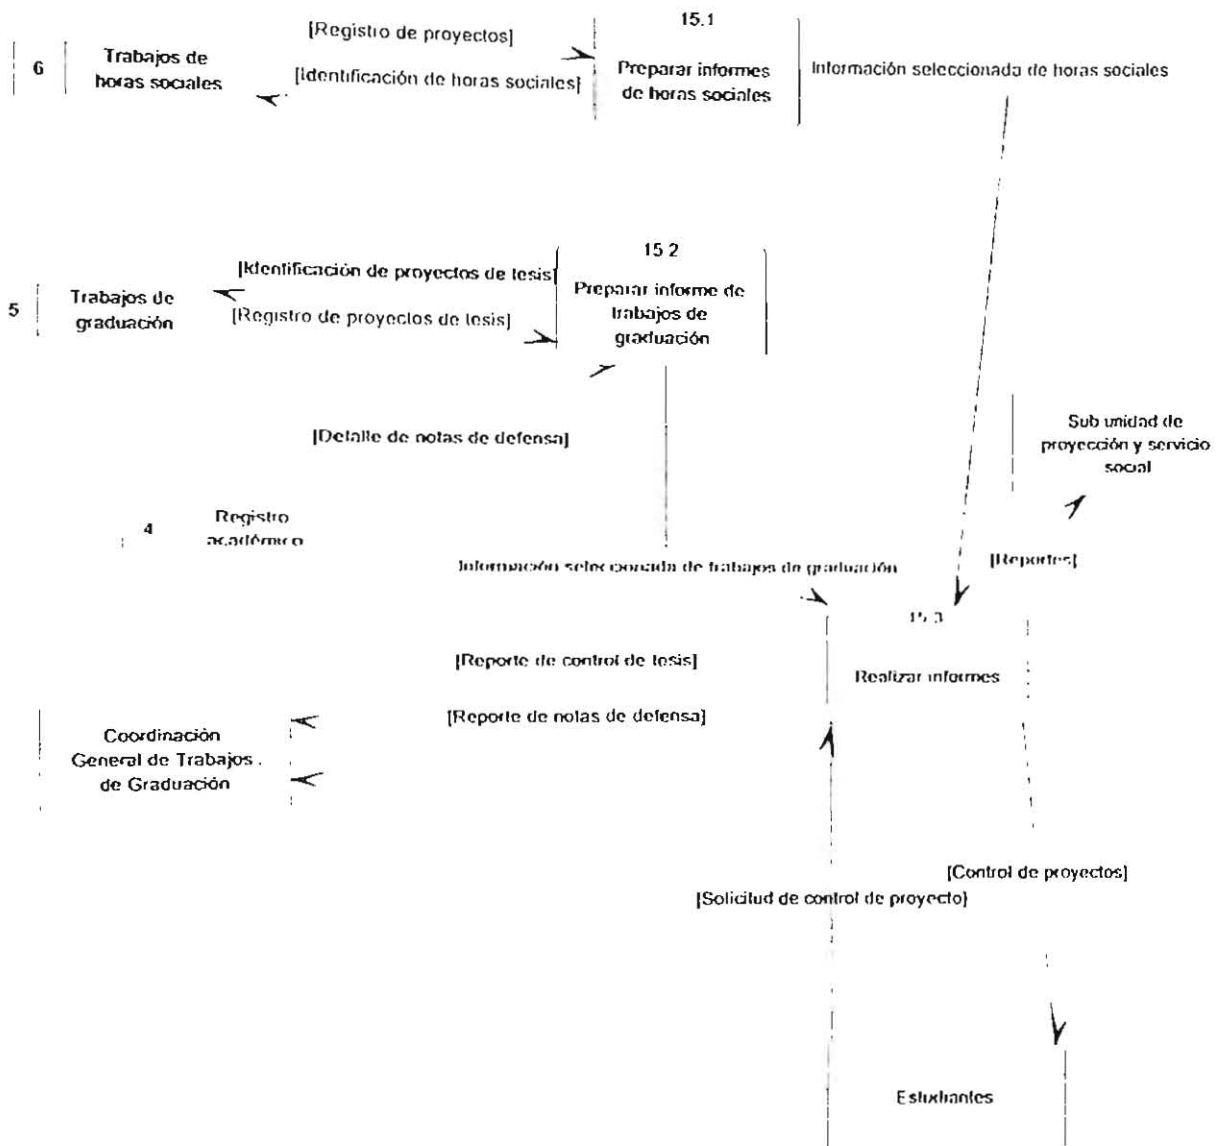 15.1
[Registro de proyectos]
6
Trabajos de
horas sociales
[Identificación de horas sociales]
Preparar informes
de horas sociales
Información seleccionada de horas sociales
15.2
[Identificación de proyectos de tesis]
5
Trabajos de
graduación
[Registro de proyectos de tesis]
Preparar informe de
trabajos de
graduación
[Detalle de notas de defensa]
Sub unidad de
proyección y servicio
social
4
Registro
académico
Información seleccionada de trabajos de graduación
[Reportes]
15.3
[Reporte de control de tesis]
Realizar informes
[Reporte de notas de defensa]
Coordinación
General de Trabajos
de Graduación
[Control de proyectos]
[Solicitud de control de proyecto]
Estudiantes